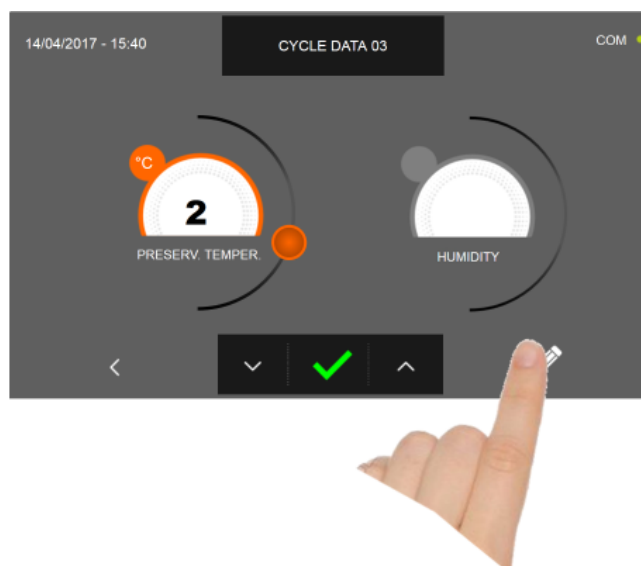 14/04/2017 - 15:40
CYCLE DATA 03
COM
°C
2
PRESERV. TEMPER.
HUMIDITY